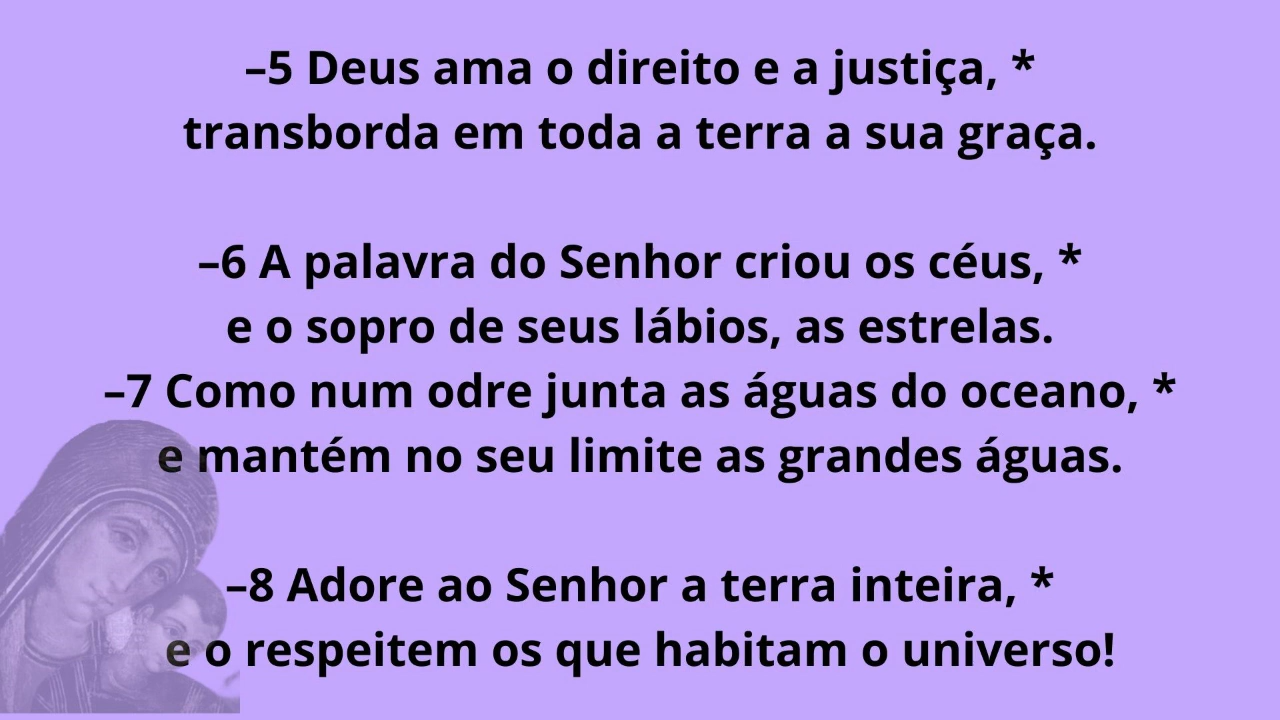 –5 Deus ama o direito e a justiça, *
transborda em toda a terra a sua graça.
–6 A palavra do Senhor criou os céus, *
e o sopro de seus lábios, as estrelas.
–7 Como num odre junta as águas do oceano, *
e mantém no seu limite as grandes águas.
–8 Adore ao Senhor a terra inteira, *
e o respeitem os que habitam o universo!